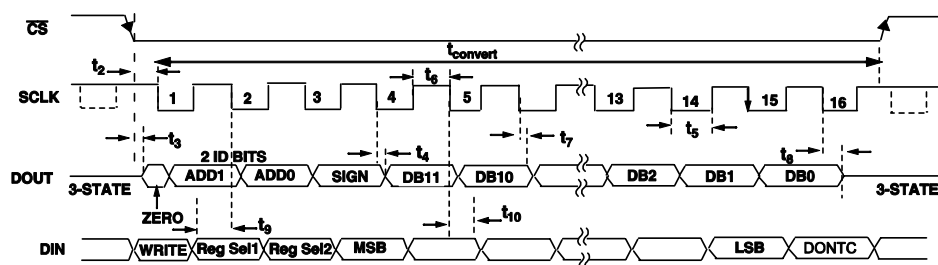 CS
tconvert
t2
t6
SCLK
1 2 3 4 5 13 14 15 16
t3
t4
t7
t5
t8
2 ID BITS
DOUT
ADD1 ADD0 SIGN DB11 DB10 DB2 DB1 DB0
3-STATE
3-STATE
ZERO
t9
t10
DIN
WRITE Reg Sel1 Reg Sel2 MSB LSB DONTC